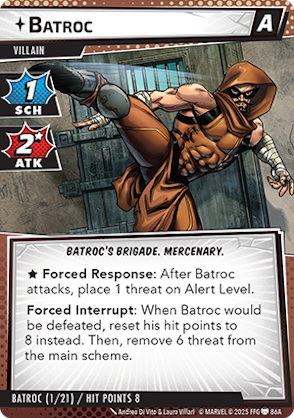 ✦BATROC
A
VILLAIN
1
SCH
2★
ATK
BATROC'S BRIGADE. MERCENARY.
★ Forced Response: After Batroc
attacks, place 1 threat on Alert Level.
Forced Interrupt: When Batroc would
be defeated, reset his hit points to
8 instead. Then, remove 6 threat from
the main scheme.
BATROC (1/21) / HIT POINTS 8
Andrea Di Vito & Laura Villari © MARVEL © 2025 FFG 86A